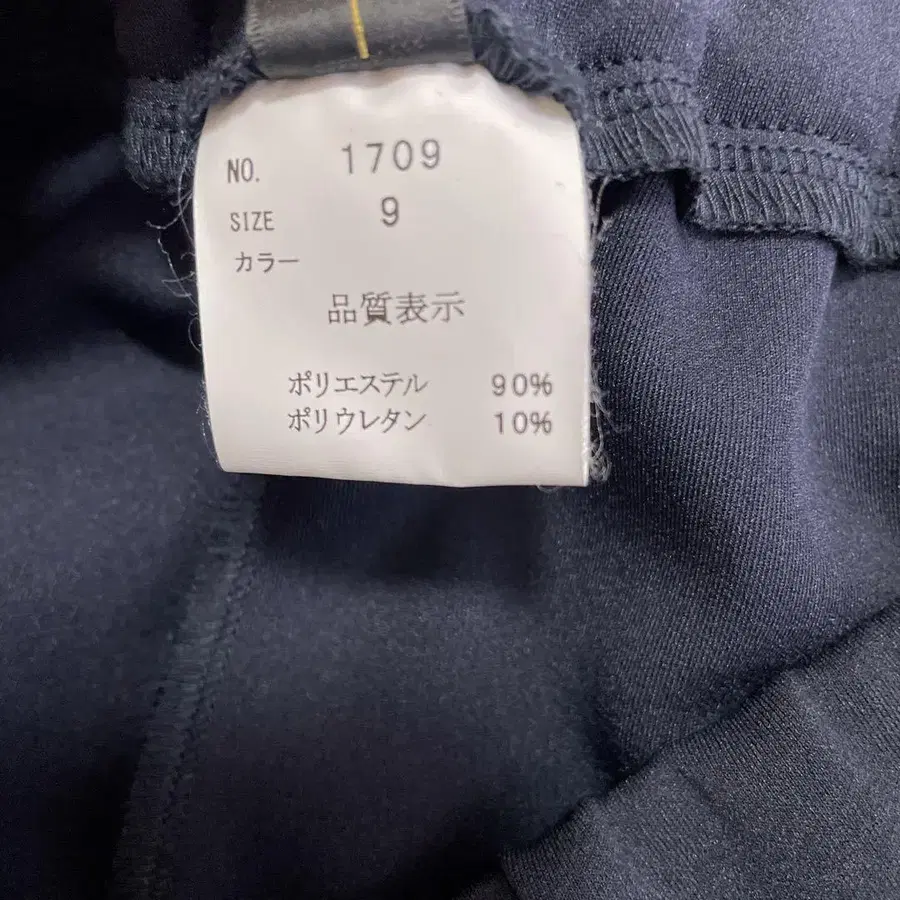 NO. 1709
SIZE 9
カラー
品質表示
ポリエステル 90%
ポリウレタン 10%